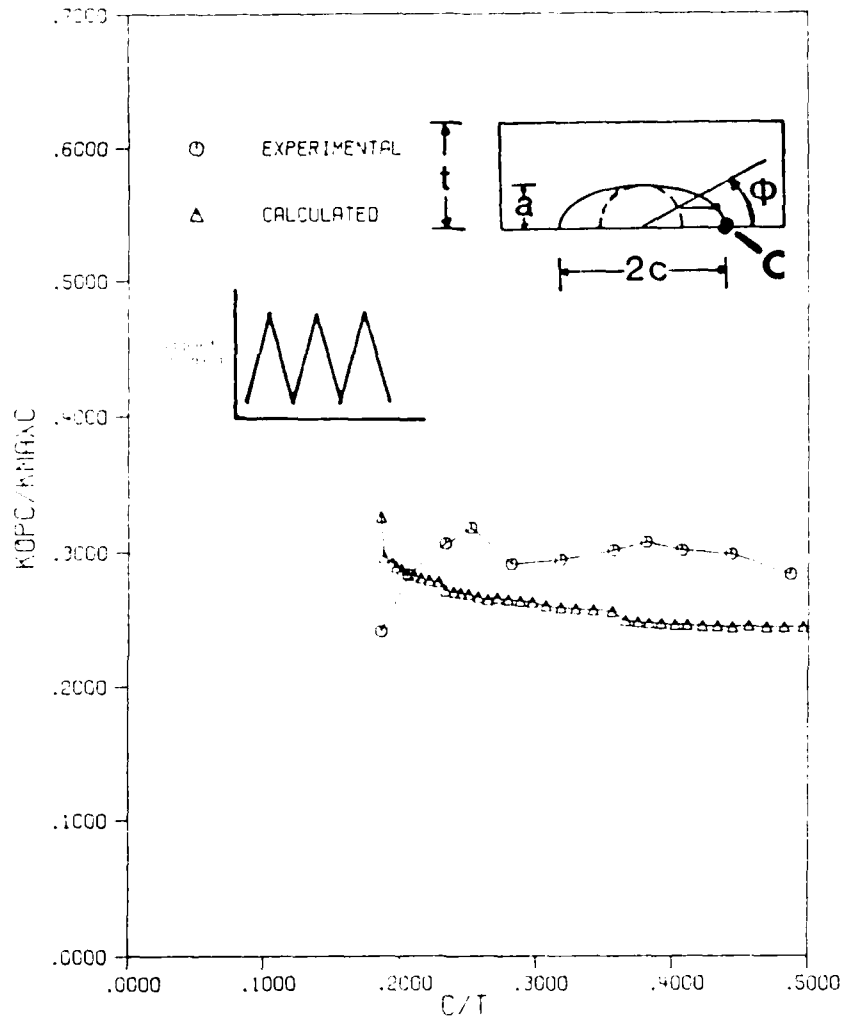 .7000
.6000
.5000
.4000
.3000
.2000
.1000
.0000
KOPC/KMAXC
EXPERIMENTAL
CALCULATED
t
a
Φ
C
2c
.0000 .1000 .2000 .3000 .4000 .5000
C/T